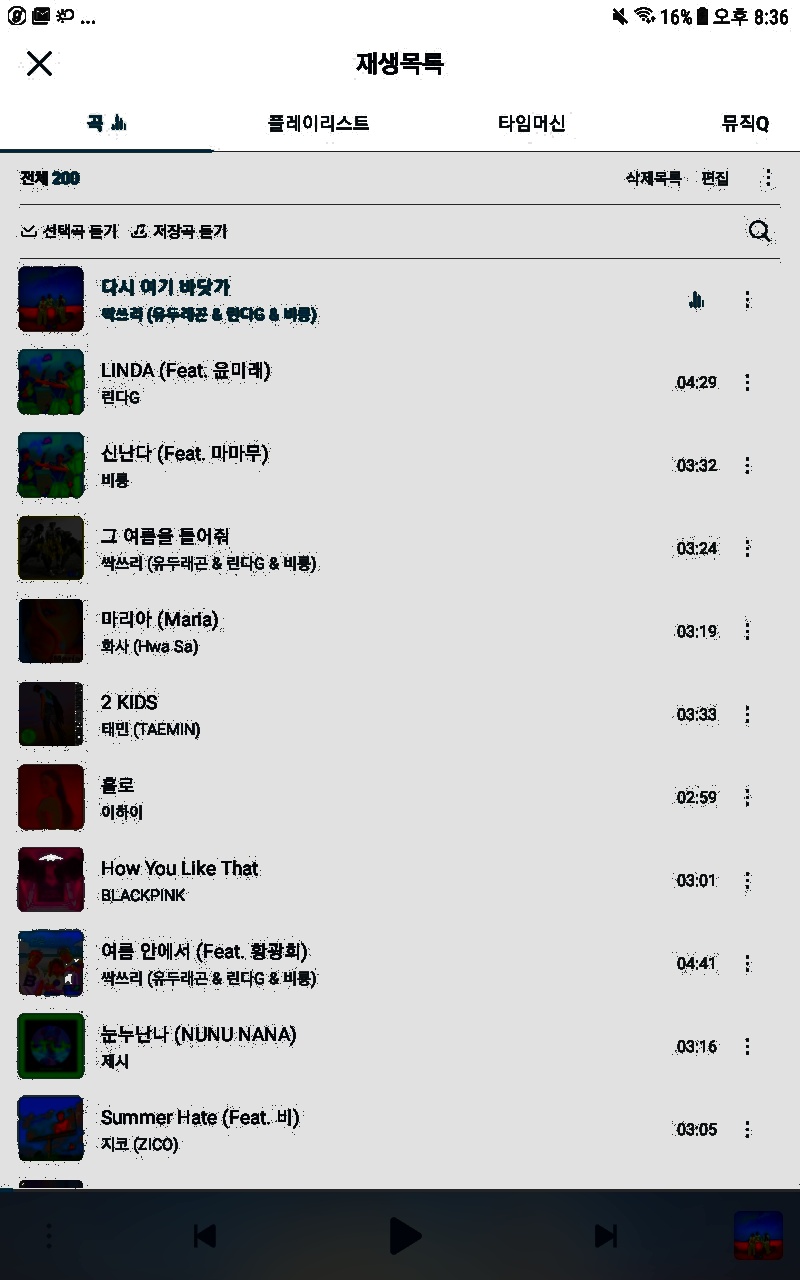 ... 16% 오후 8:36
재생목록
곡 플레이리스트 타임머신 뮤직Q
전체 200 삭제목록 편집
선택곡 듣기 저장곡 듣기
다시 여기 바닷가
싹쓰리 (유두래곤 & 린다G & 비룡)
LINDA (Feat. 윤미래) 04:29
린다G
신난다 (Feat. 마마무) 03:32
비룡
그 여름을 틀어줘 03:24
싹쓰리 (유두래곤 & 린다G & 비룡)
마리아 (Maria) 03:19
화사 (Hwa Sa)
2 KIDS 03:33
태민 (TAEMIN)
홀로 02:59
이하이
How You Like That 03:01
BLACKPINK
여름 안에서 (Feat. 황광희) 04:41
싹쓰리 (유두래곤 & 린다G & 비룡)
눈누난나 (NUNU NANA) 03:16
제시
Summer Hate (Feat. 비) 03:05
지코 (ZICO)